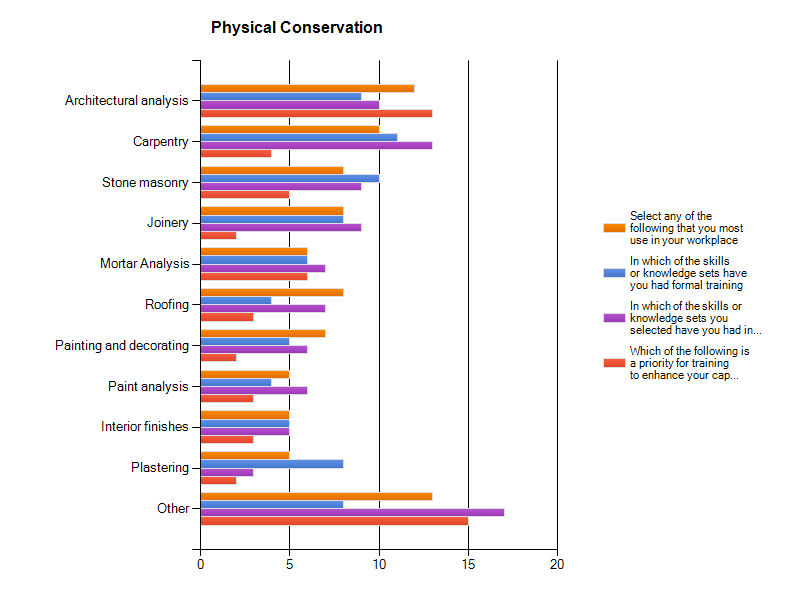 Physical Conservation
Architectural analysis
Carpentry
Stone masonry
Joinery
Mortar Analysis
Roofing
Painting and decorating
Paint analysis
Interior finishes
Plastering
Other
0 5 10 15 20
Select any of the
following that you most
use in your workplace
In which of the skills
or knowledge sets have
you had formal training
In which of the skills or
knowledge sets you
selected have you had in...
Which of the following is
a priority for training
to enhance your cap...